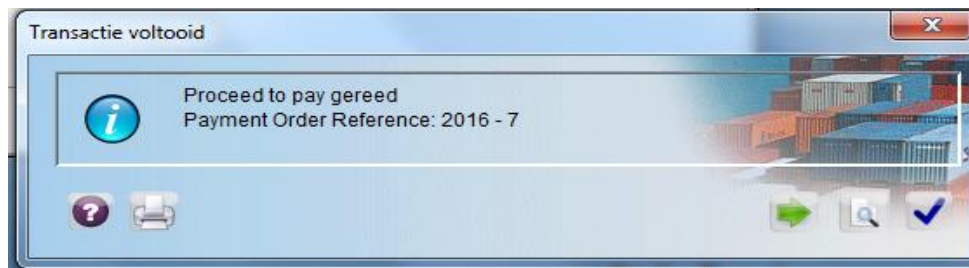 Transactie voltooid
Proceed to pay gereed
Payment Order Reference: 2016 - 7